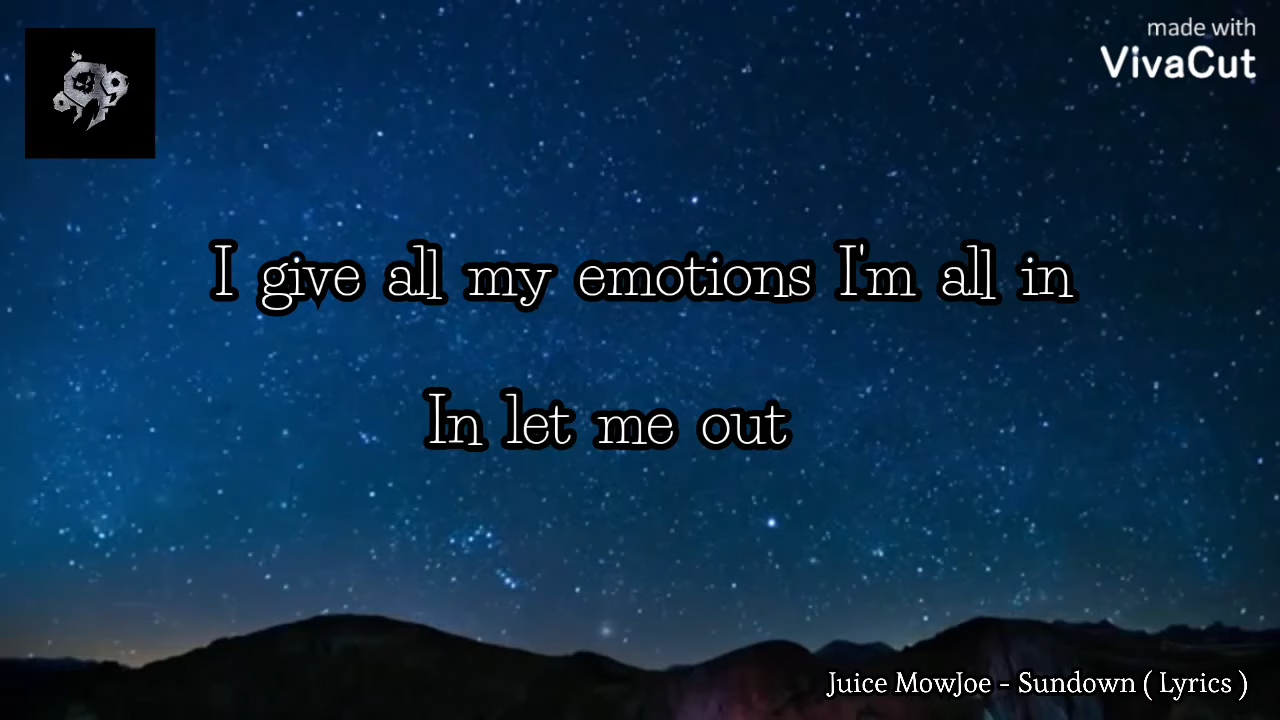 made with
VivaCut
I give all my emotions I'm all in
In let me out
Juice MowJoe - Sundown ( Lyrics )